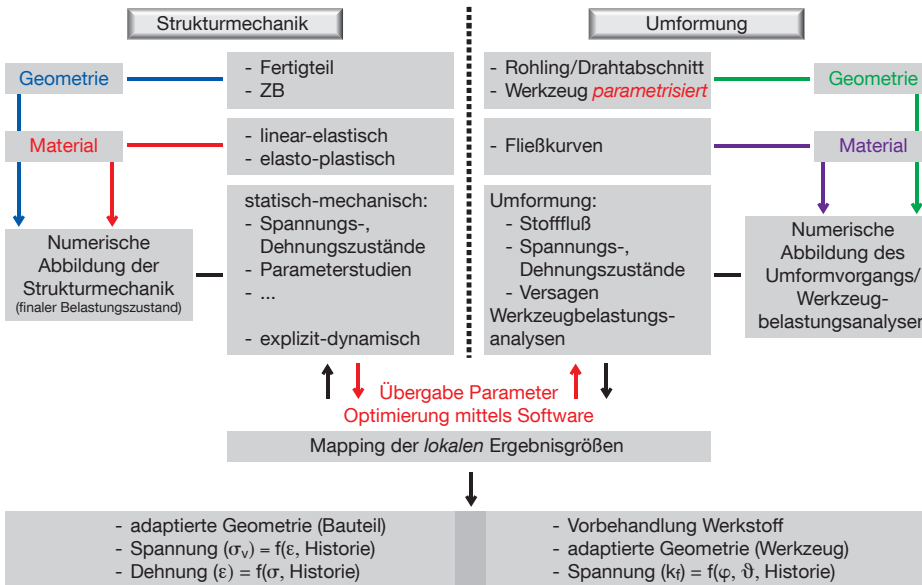 Strukturmechanik
Geometrie
- Fertigteil
- ZB
Material
- linear-elastisch
- elasto-plastisch
Numerische
Abbildung der
Strukturmechanik
(finaler Belastungszustand)
statisch-mechanisch:
- Spannungs-,
Dehnungszustände
- Parameterstudien
- ...
- explizit-dynamisch
Umformung
- Rohling/Drahtabschnitt
- Werkzeug parametrisiert
Geometrie
- Fließkurven
Material
Umformung:
- Stofffluß
- Spannungs-,
Dehnungszustände
- Versagen
Werkzeugbelastungs-
analysen
Numerische
Abbildung des
Umformvorgangs/
Werkzeug-
belastungsanalysen
Übergabe Parameter
Optimierung mittels Software
Mapping der lokalen Ergebnisgrößen
- adaptierte Geometrie (Bauteil)
- Spannung (σv) = f(ε, Historie)
- Dehnung (ε) = f(σ, Historie)
- Vorbehandlung Werkstoff
- adaptierte Geometrie (Werkzeug)
- Spannung (kf) = f(φ, ϑ, Historie)